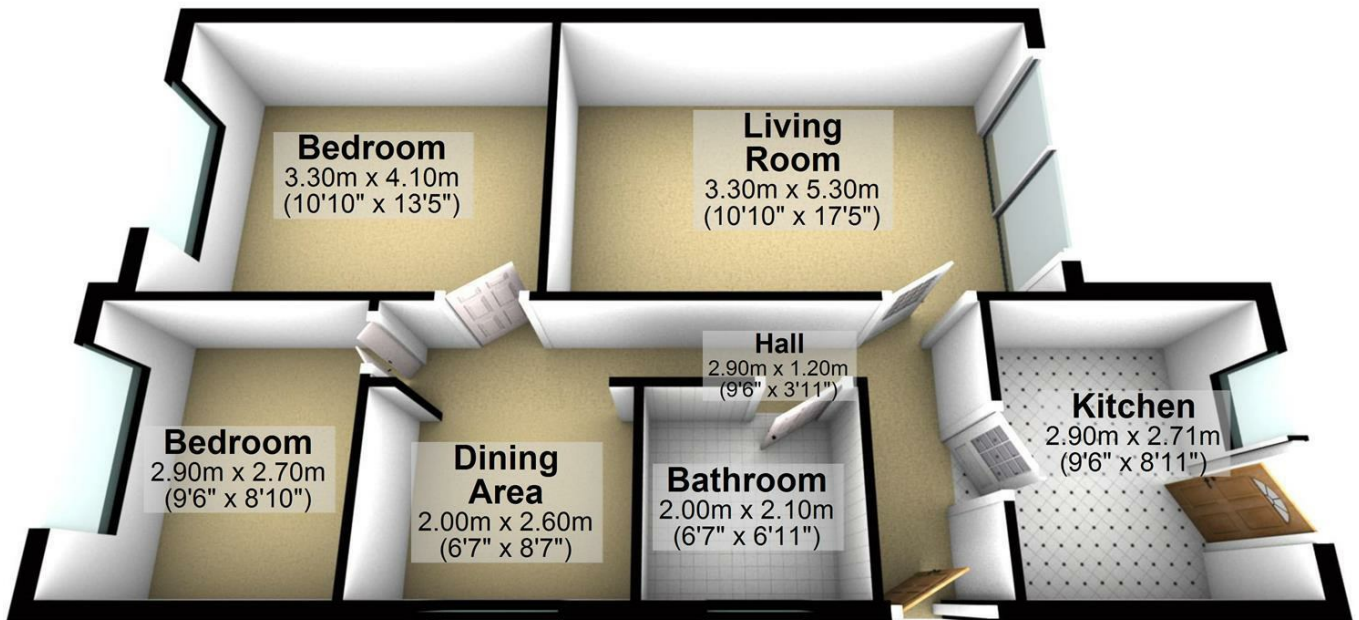 Bedroom
3.30m x 4.10m
(10'10" x 13'5")
Living
Room
3.30m x 5.30m
(10'10" x 17'5")
Hall
2.90m x 1.20m
(9'6" x 3'11")
Kitchen
2.90m x 2.71m
(9'6" x 8'11")
Bedroom
2.90m x 2.70m
(9'6" x 8'10")
Dining
Area
2.00m x 2.60m
(6'7" x 8'7")
Bathroom
2.00m x 2.10m
(6'7" x 6'11")